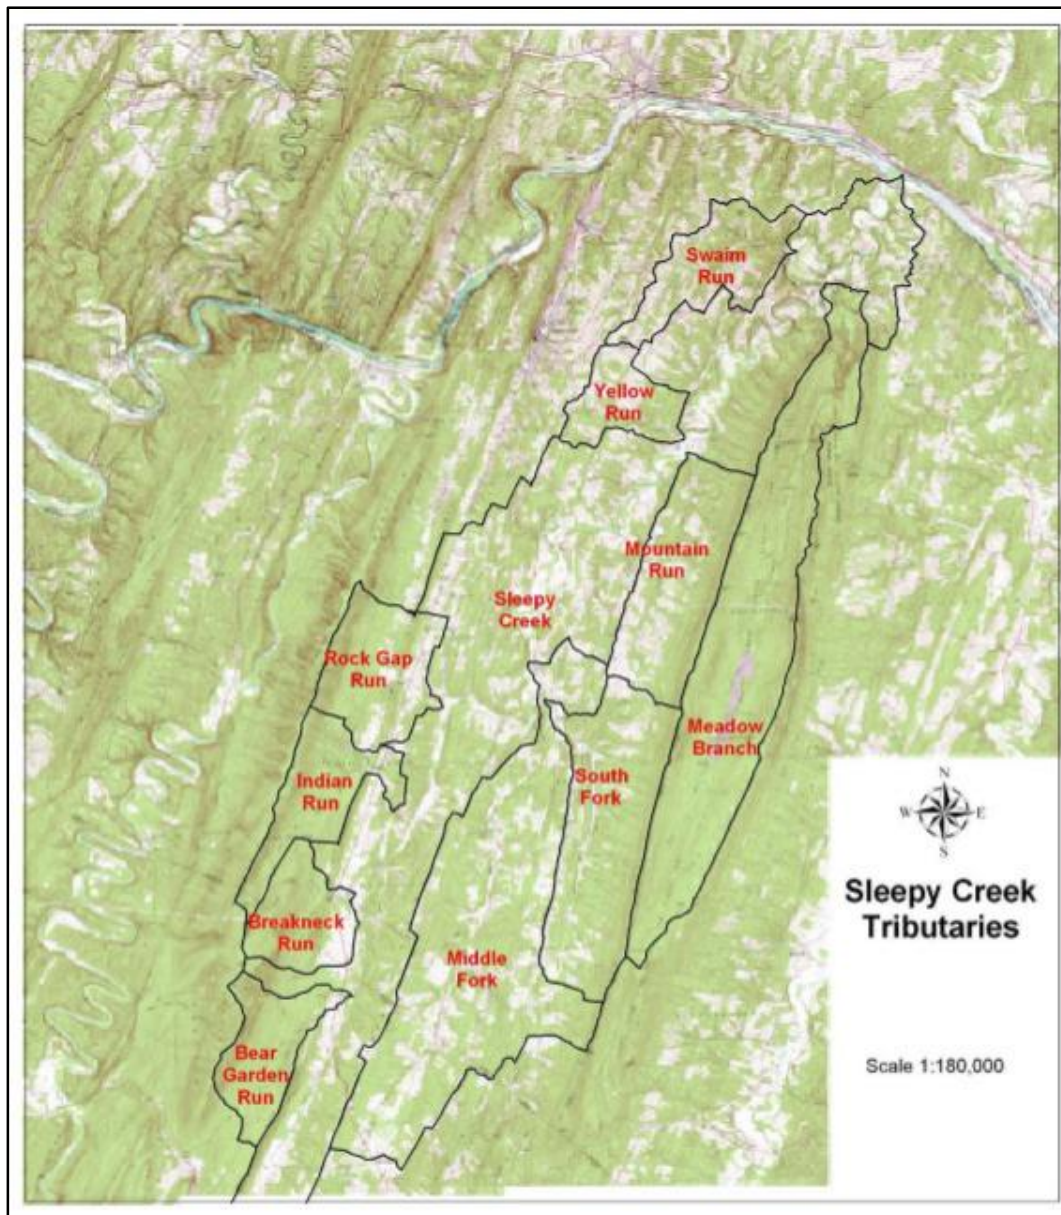 Swaim
Run
Yellow
Run
Mountain
Run
Sleepy
Creek
Rock Gap
Run
Meadow
Branch
Indian
Run
South
Fork
Breakneck
Run
Middle
Fork
Bear
Garden
Run
N
W
E
S
Sleepy Creek
Tributaries
Scale 1:180,000